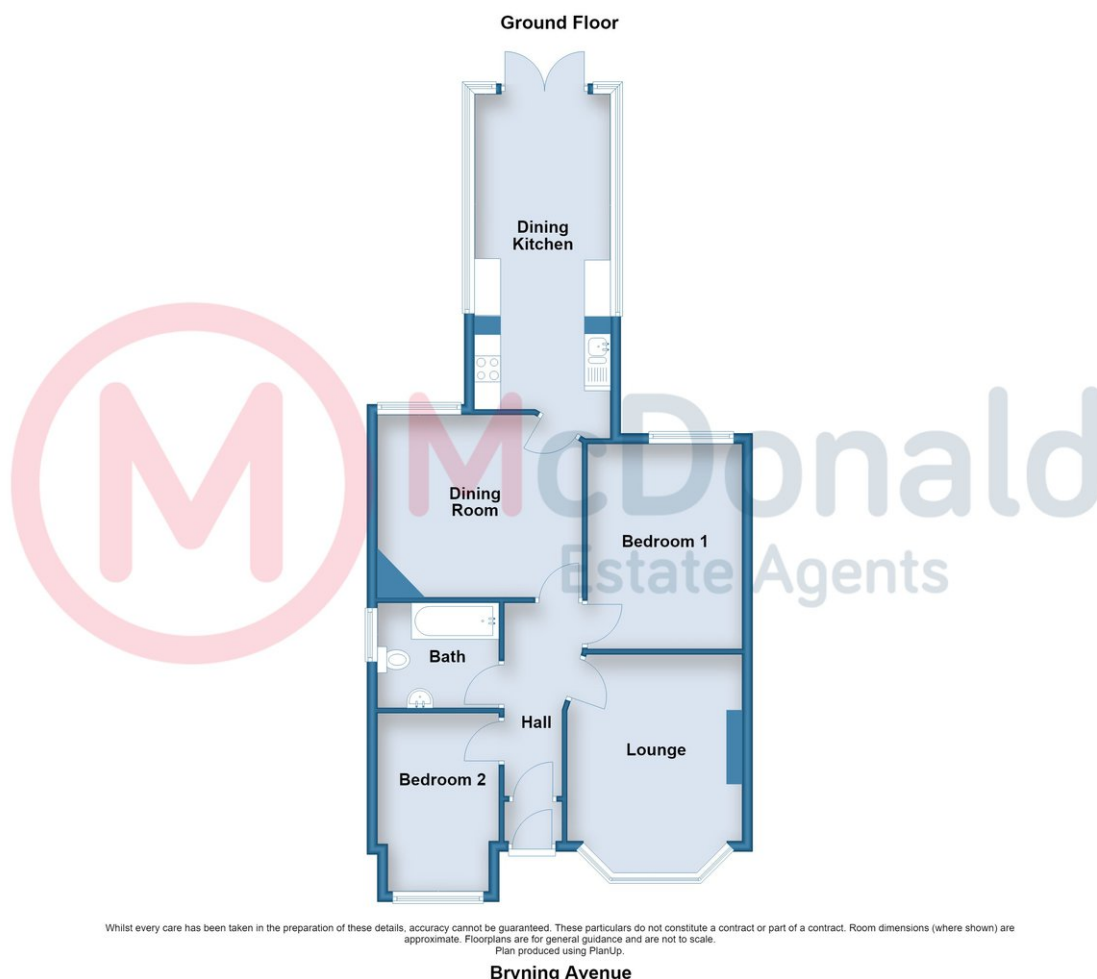 Ground Floor
Dining
Kitchen
McDonald
Dining
Room
Bedroom 1
Estate Agents
Bath
Hall
Lounge
Bedroom 2
Whilst every care has been taken in the preparation of these details, accuracy cannot be guaranteed. These particulars do not constitute a contract or part of a contract. Room dimensions (where shown) are
approximate. Floorplans are for general guidance and are not to scale.
Plan produced using PlanUp.
Bryning Avenue